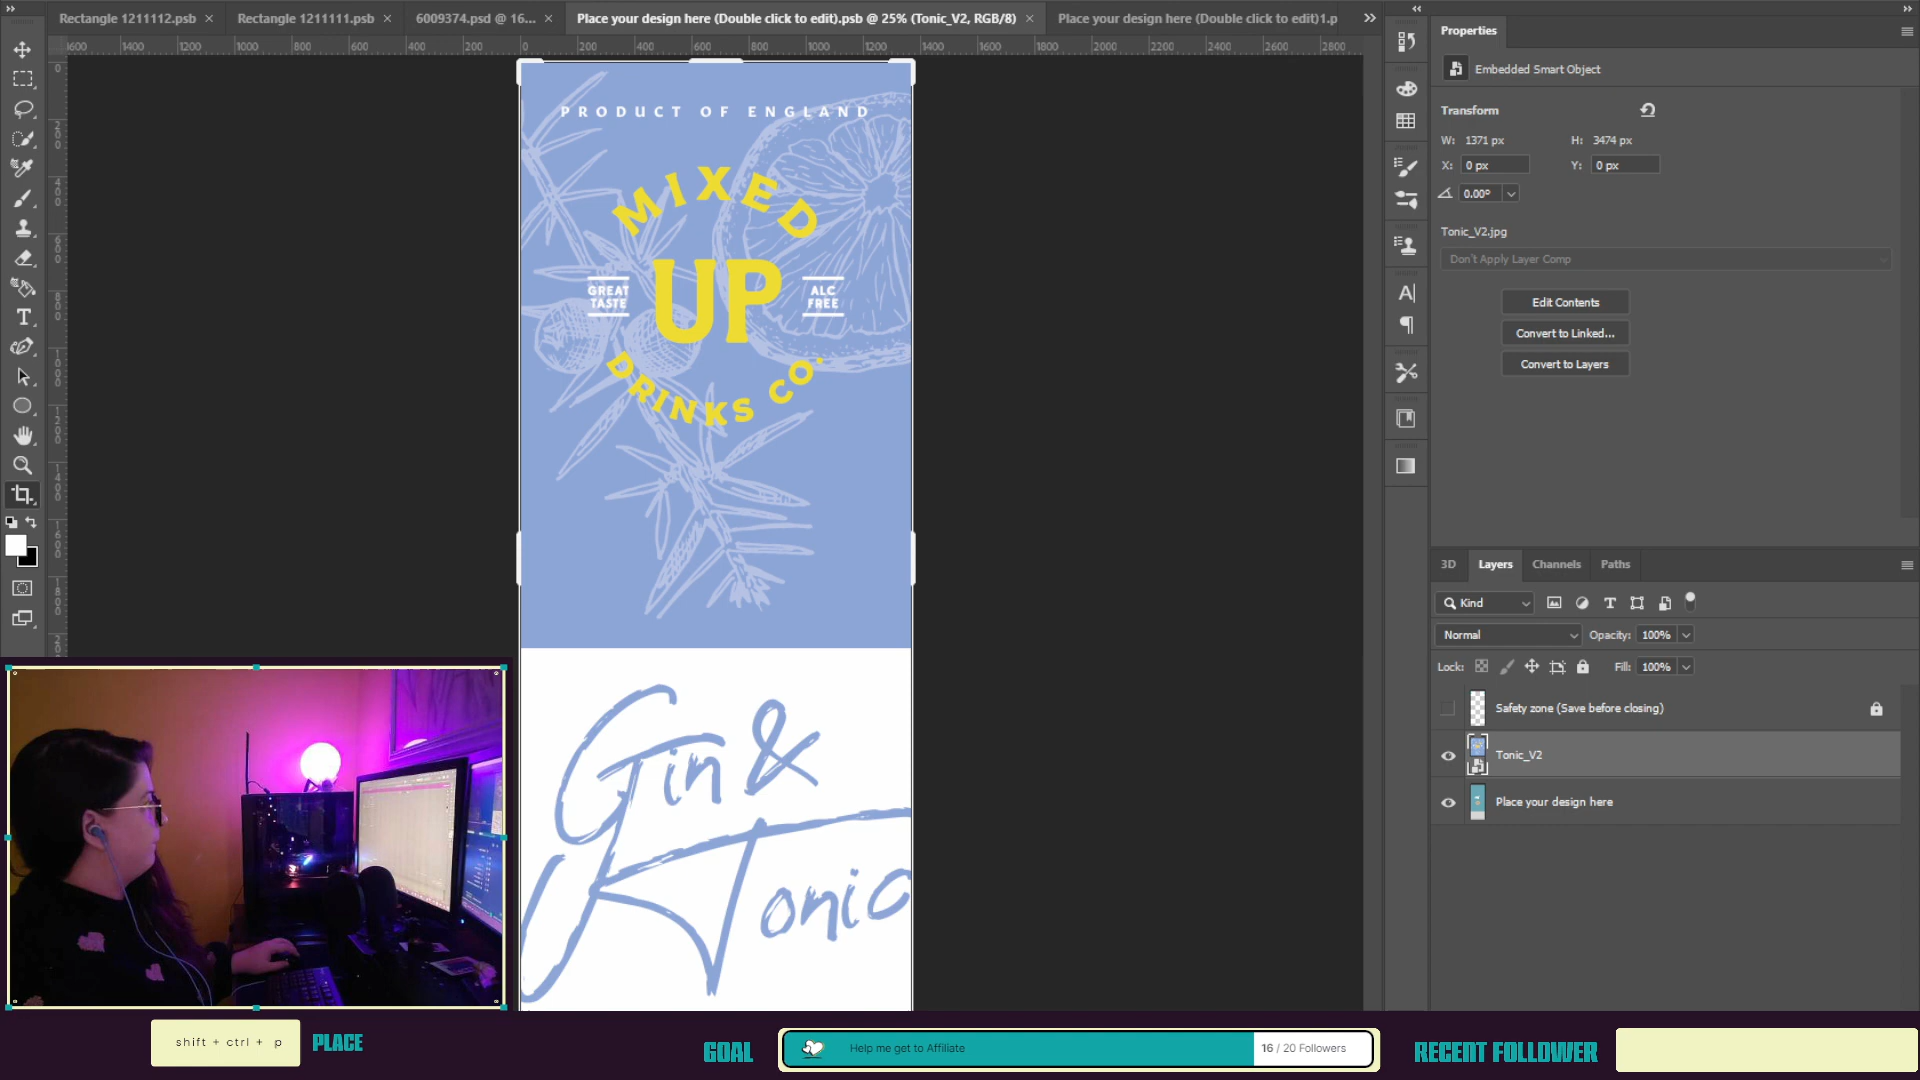 Rectangle 1211112.psb × Rectangle 1211111.psb × 6009374.psd @ 16... × Place your design here (Double click to edit).psb @ 25% (Tonic_V2, RGB/8) × Place your design here (Double click to edit)1.p
Properties
Embedded Smart Object
Transform
W: 1371 px H: 3474 px
X: 0 px Y: 0 px
0.00°
Tonic_V2.jpg
Don't Apply Layer Comp
Edit Contents
Convert to Linked...
Convert to Layers
PRODUCT OF ENGLAND
MIXED
UP
GREAT TASTE
ALC FREE
DRINKS CO.
Gin &
Tonic
3D Layers Channels Paths
Kind
Normal Opacity: 100%
Lock: Fill: 100%
Safety zone (Save before closing)
Tonic_V2
Place your design here
shift + ctrl + p PLACE
GOAL Help me get to Affiliate 16 / 20 Followers
RECENT FOLLOWER